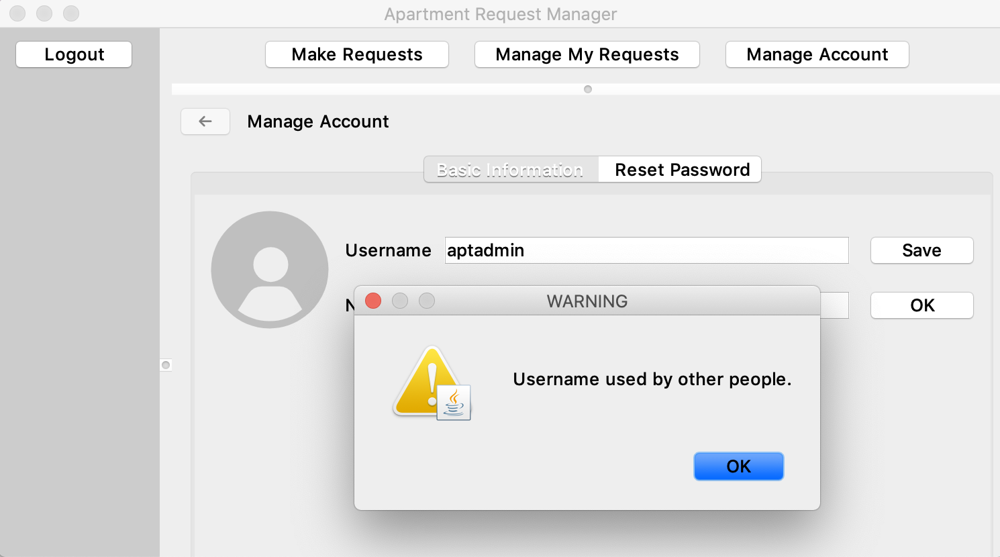 Apartment Request Manager
Logout
Make Requests
Manage My Requests
Manage Account
←
Manage Account
Basic Information
Reset Password
Username
aptadmin
Save
N
OK
WARNING
Username used by other people.
OK